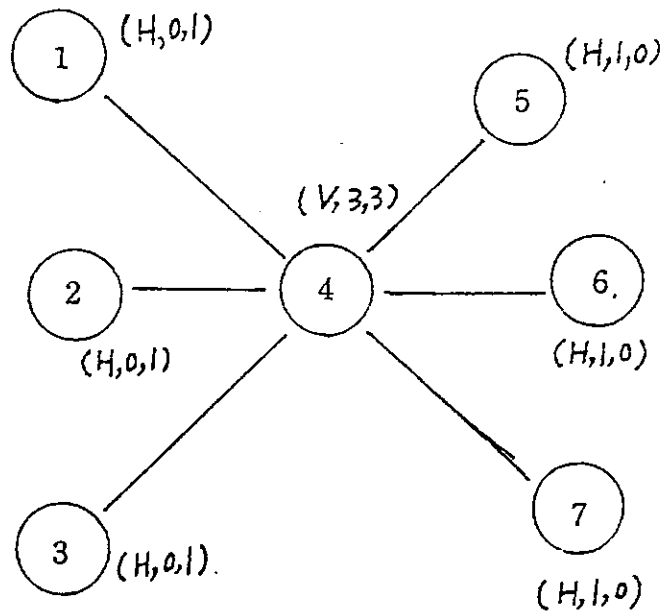 (H,0,1)
1
(H,1,0)
5
(V,3,3)
2
4
6.
(H,0,1)
(H,1,0)
3
(H,0,1).
7
(H,1,0)